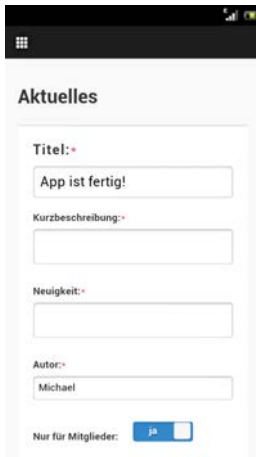 Aktuelles
Titel:*
App ist fertig!
Kurzbeschreibung:*
Neuigkeit:*
Autor:*
Michael
Nur für Mitglieder: ja